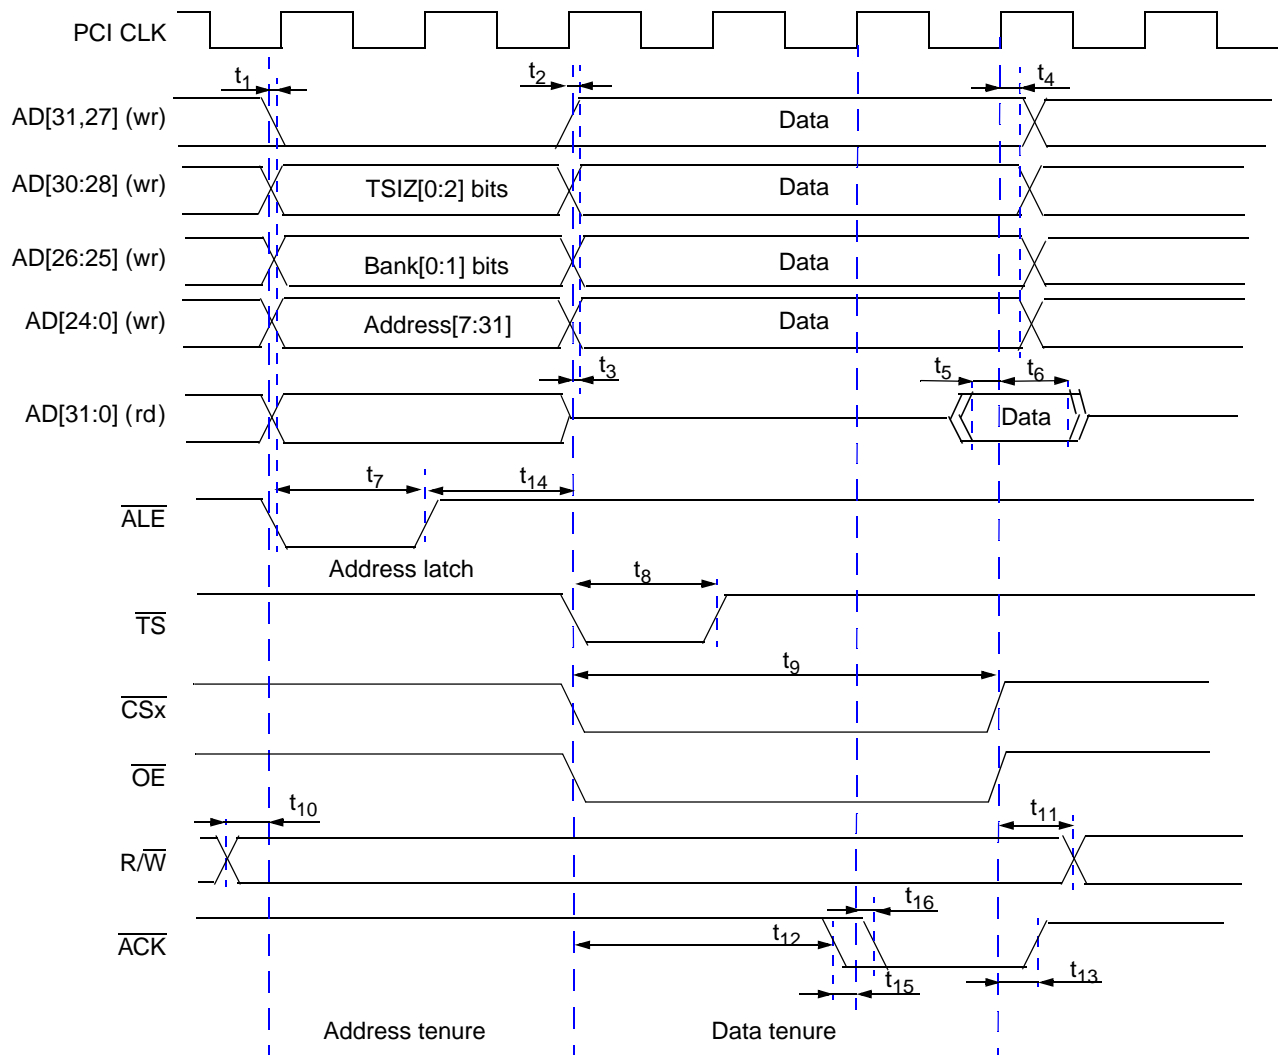 PCI CLK
t1
t2
t4
AD[31,27] (wr)
Data
AD[30:28] (wr)
TSIZ[0:2] bits
Data
AD[26:25] (wr)
Bank[0:1] bits
Data
AD[24:0] (wr)
Address[7:31]
Data
t3
t5
t6
AD[31:0] (rd)
Data
t7
t14
ALE
Address latch
t8
TS
t9
CSx
OE
t10
t11
R/W
t16
ACK
t12
t15
t13
Address tenure
Data tenure